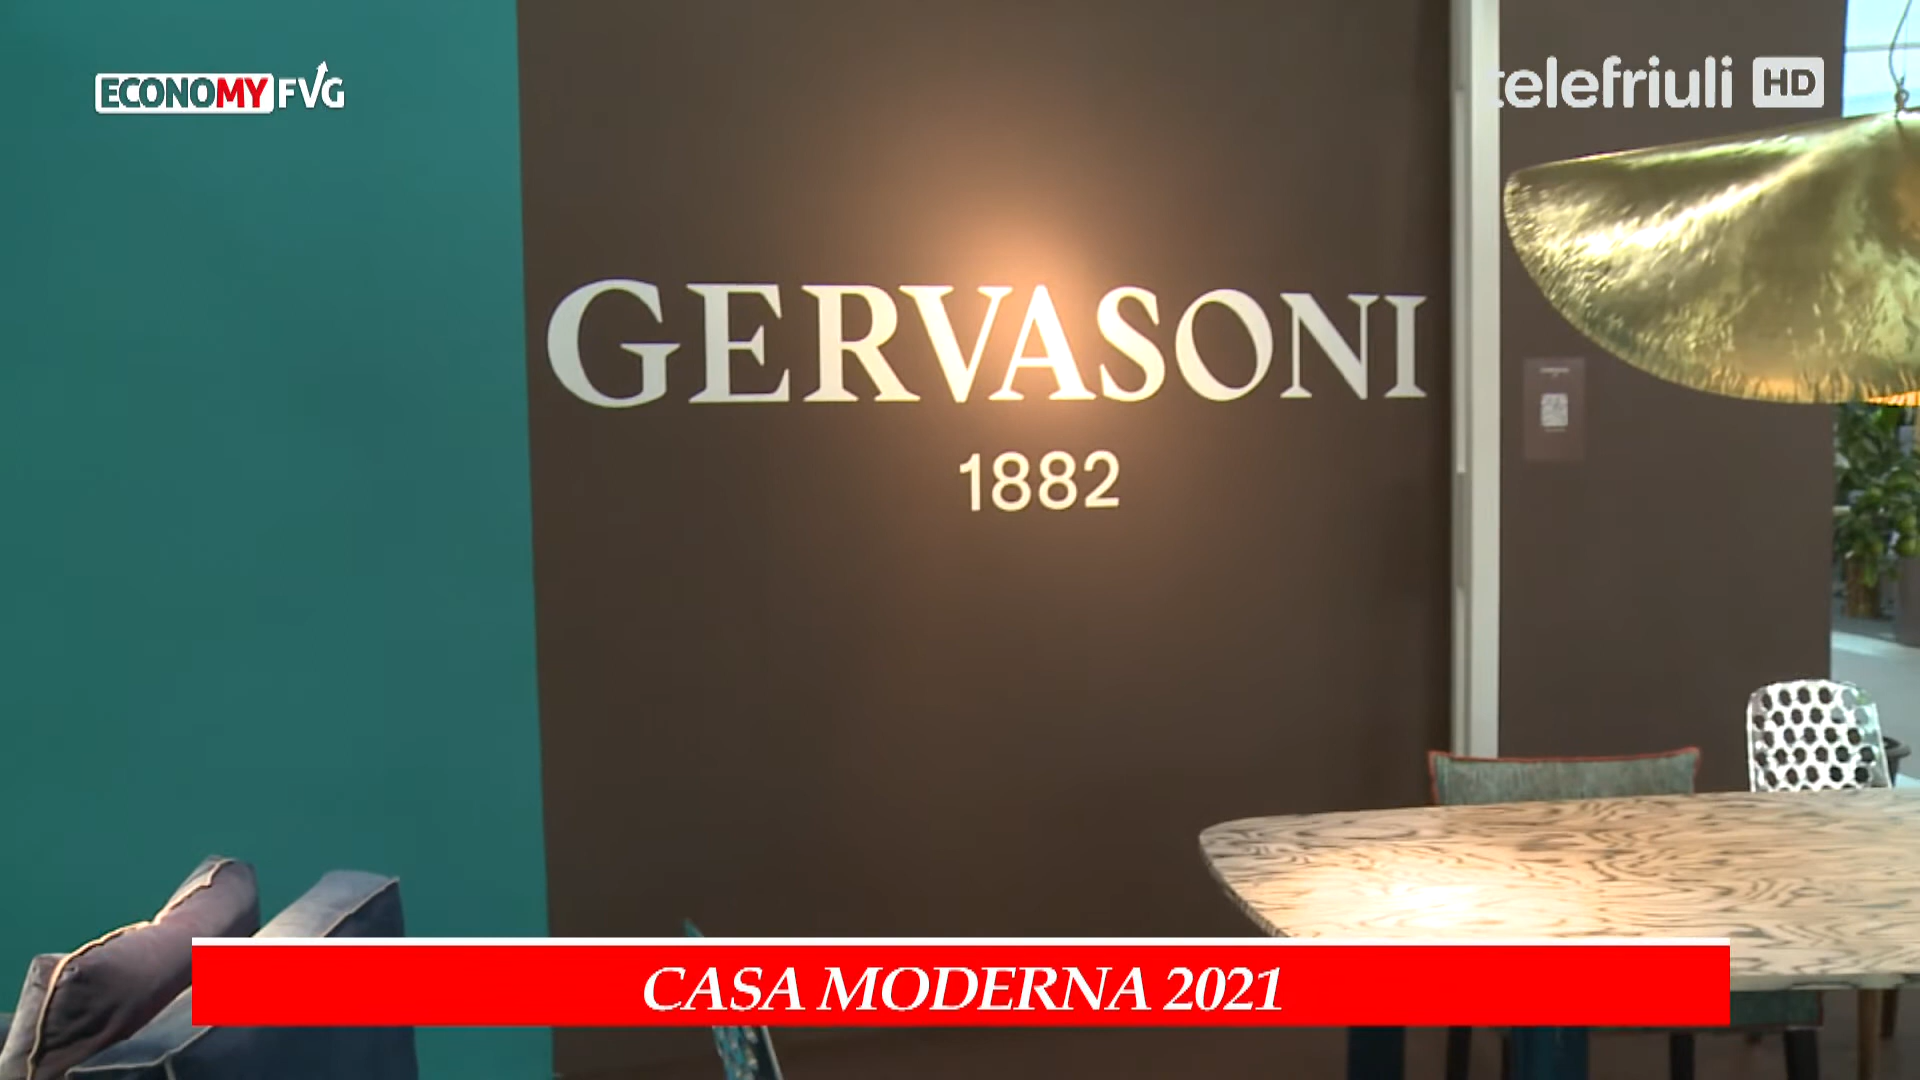 ECONOMY FVG
telefriuli HD
GERVASONI
1882
CASA MODERNA 2021